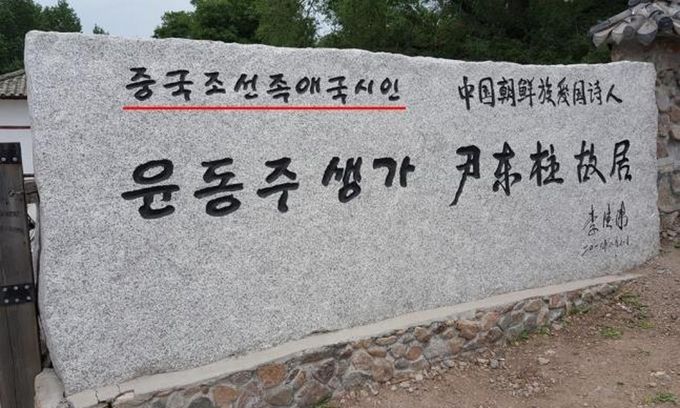 중국조선족애국시인 中国朝鲜族爱国诗人
윤동주 생가 尹东柱故居